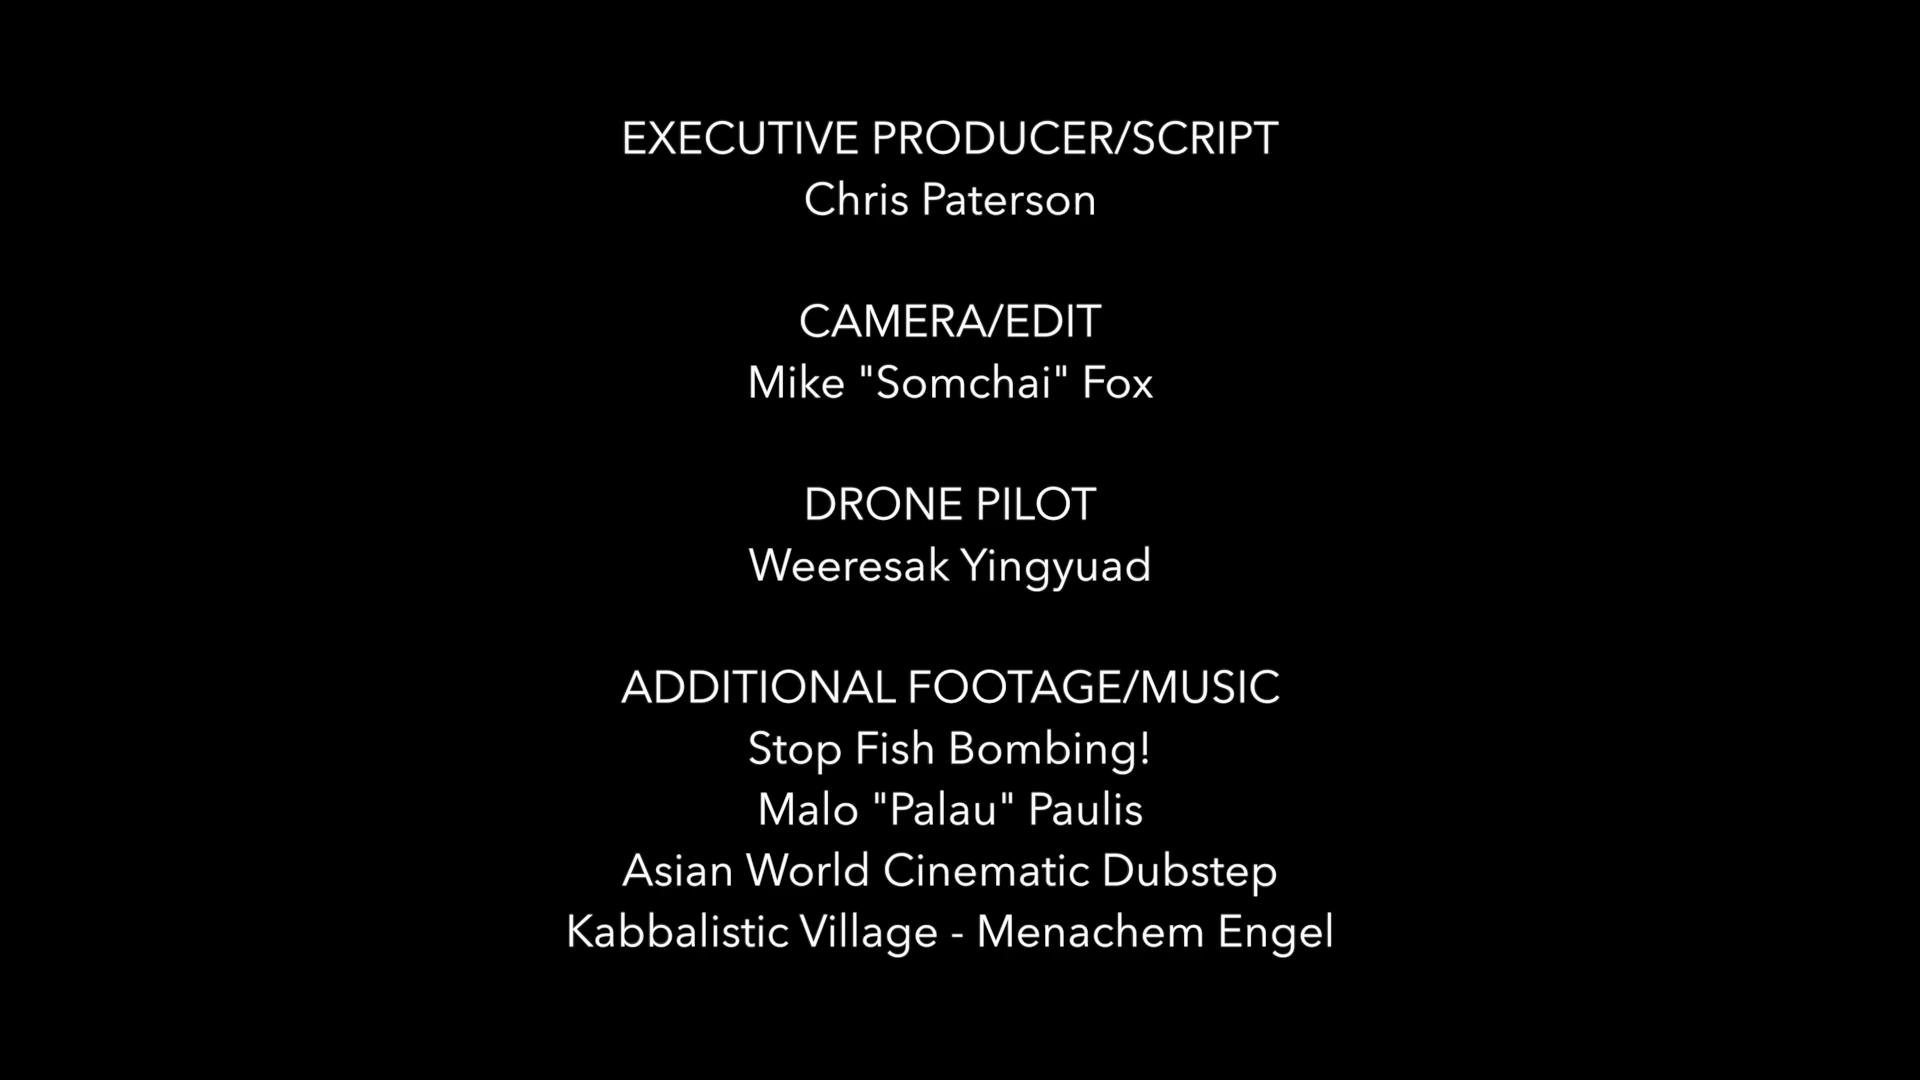 EXECUTIVE PRODUCER/SCRIPT
Chris Paterson
CAMERA/EDIT
Mike "Somchai" Fox
DRONE PILOT
Weeresak Yingyuad
ADDITIONAL FOOTAGE/MUSIC
Stop Fish Bombing!
Malo "Palau" Paulis
Asian World Cinematic Dubstep
Kabbalistic Village - Menachem Engel